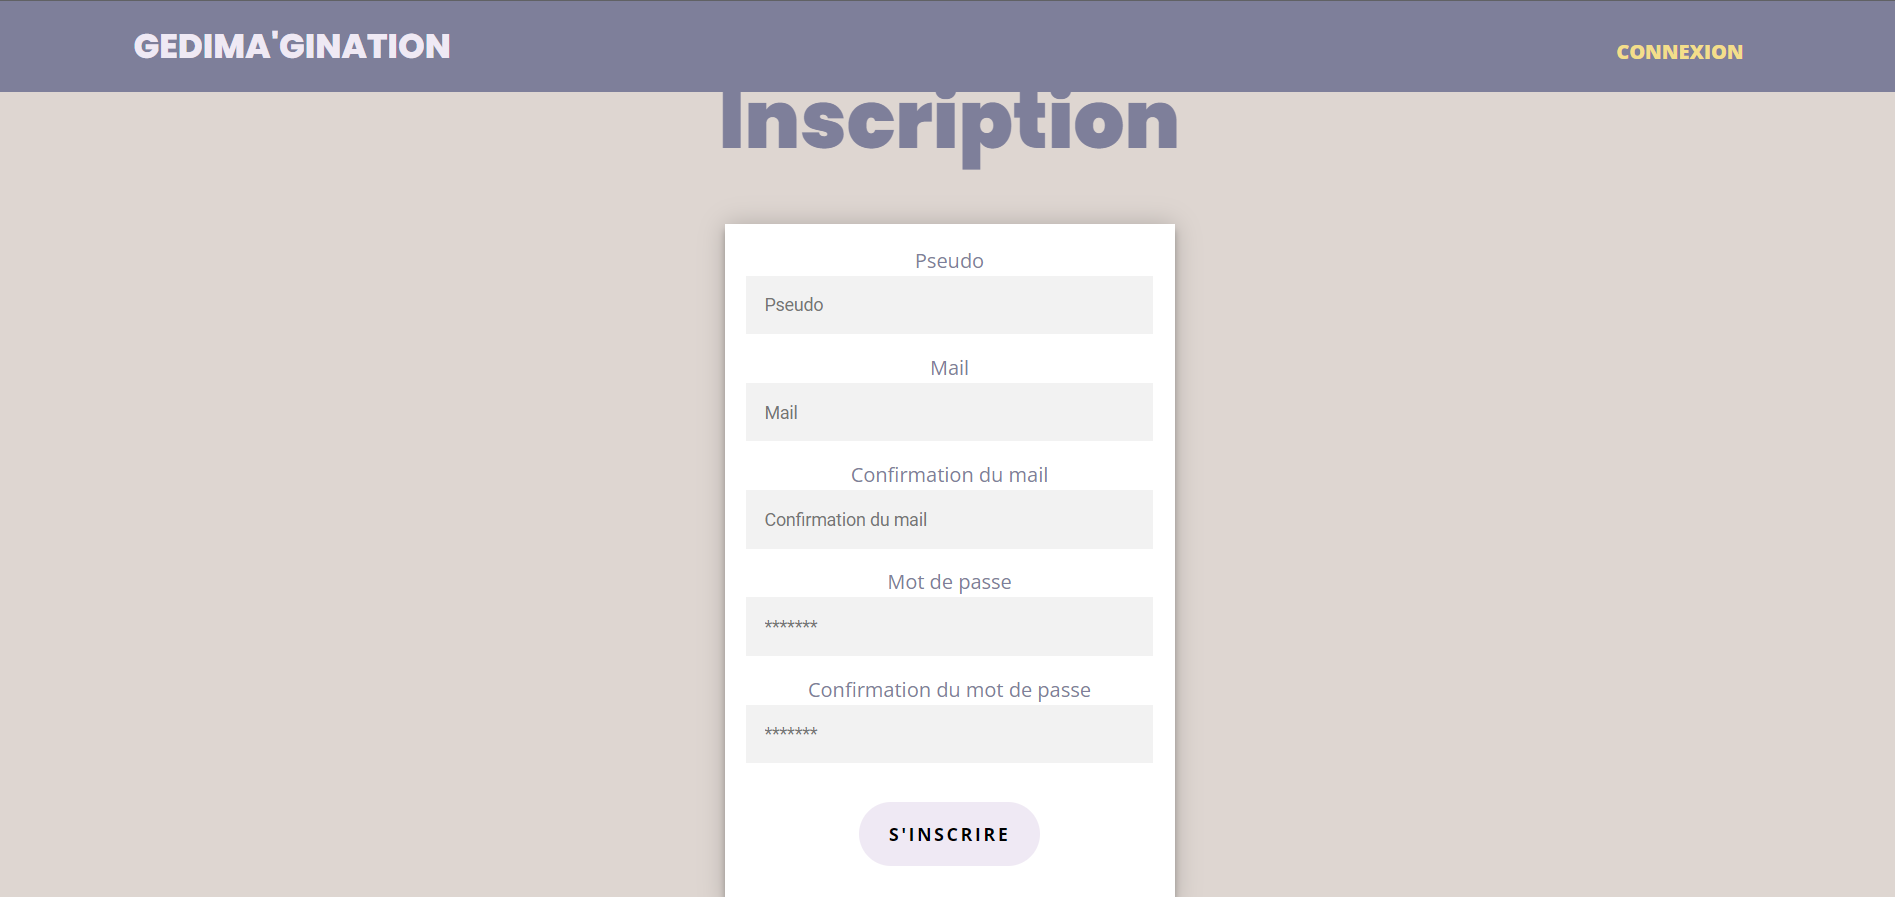 GEDIMA'GINATION
CONNEXION
Inscription
Pseudo
Pseudo
Mail
Mail
Confirmation du mail
Confirmation du mail
Mot de passe
*******
Confirmation du mot de passe
*******
S'INSCRIRE